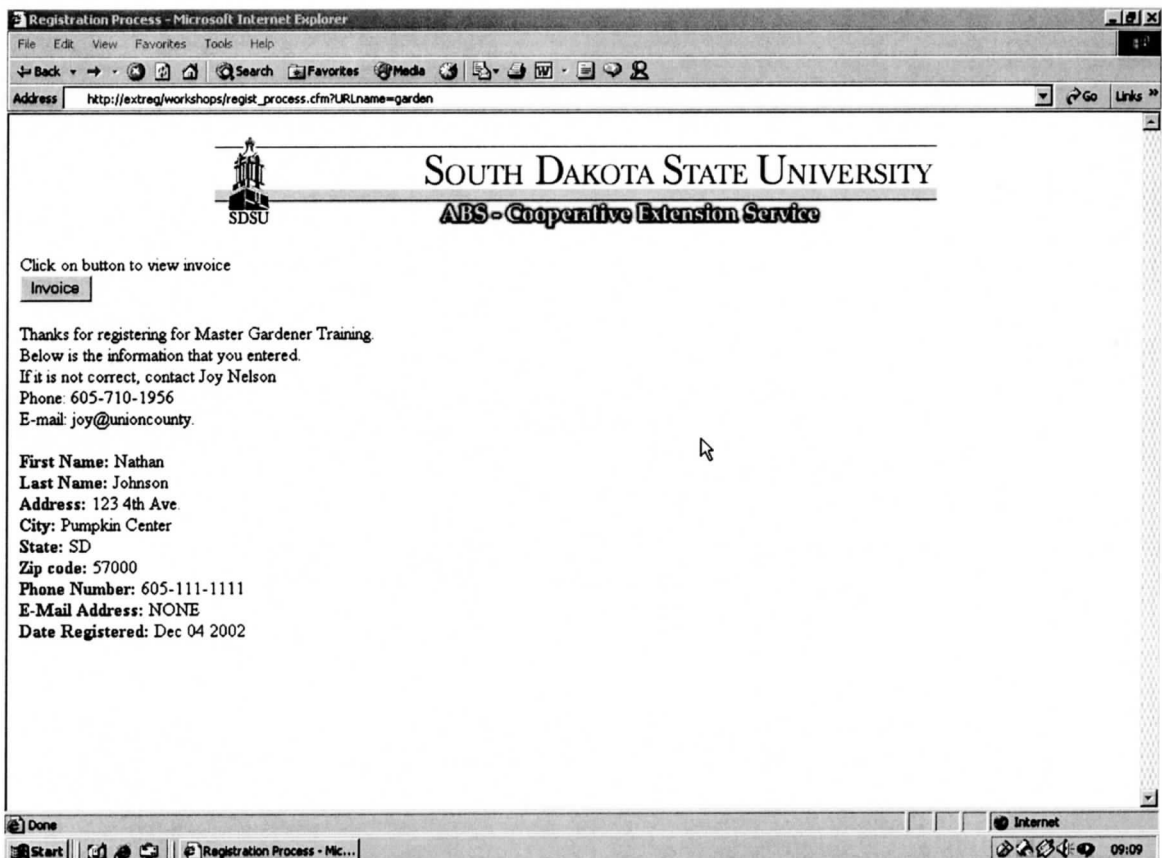 Registration Process - Microsoft Internet Explorer
File Edit View Favorites Tools Help
Back Search Favorites Media
Address http://extreg/workshops/regist_process.cfm?URLname=garden Go Links »
SOUTH DAKOTA STATE UNIVERSITY
SDSU
ABS - Cooperative Extension Service
Click on button to view invoice
Invoice
Thanks for registering for Master Gardener Training.
Below is the information that you entered.
If it is not correct, contact Joy Nelson
Phone: 605-710-1956
E-mail: joy@unioncounty.
First Name: Nathan
Last Name: Johnson
Address: 123 4th Ave.
City: Pumpkin Center
State: SD
Zip code: 57000
Phone Number: 605-111-1111
E-Mail Address: NONE
Date Registered: Dec 04 2002
Done Internet
Start Registration Process - Mic... 09:09